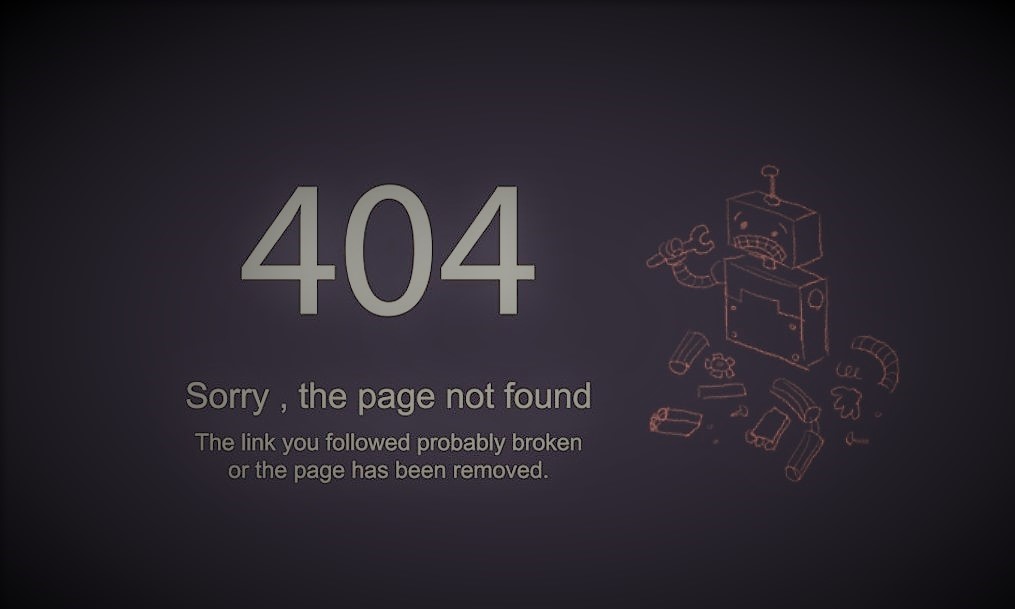 404
Sorry , the page not found
The link you followed probably broken
or the page has been removed.